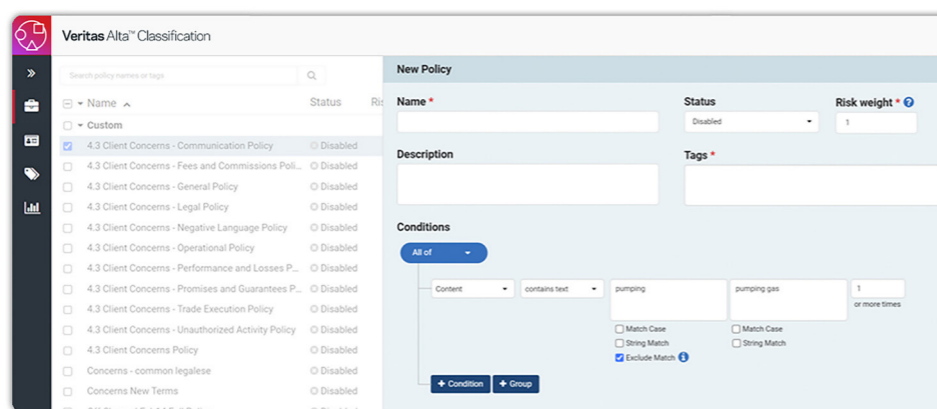 Veritas Alta™ Classification
Search policy names or tags
Name
Status
Ris
Custom
4.3 Client Concerns - Communication Policy Disabled
4.3 Client Concerns - Fees and Commissions Poli... Disabled
4.3 Client Concerns - General Policy Disabled
4.3 Client Concerns - Legal Policy Disabled
4.3 Client Concerns - Negative Language Policy Disabled
4.3 Client Concerns - Operational Policy Disabled
4.3 Client Concerns - Performance and Losses P... Disabled
4.3 Client Concerns - Promises and Guarantees P... Disabled
4.3 Client Concerns - Trade Execution Policy Disabled
4.3 Client Concerns - Unauthorized Activity Policy Disabled
4.3 Client Concerns Policy Disabled
Concerns - common legalese Disabled
Concerns New Terms Disabled
New Policy
Name *
Status
Risk weight * ?
Disabled
1
Description
Tags *
Conditions
All of
Content
contains text
pumping
pumping gas
1
or more times
Match Case
String Match
Exclude Match i
Match Case
String Match
+ Condition
+ Group